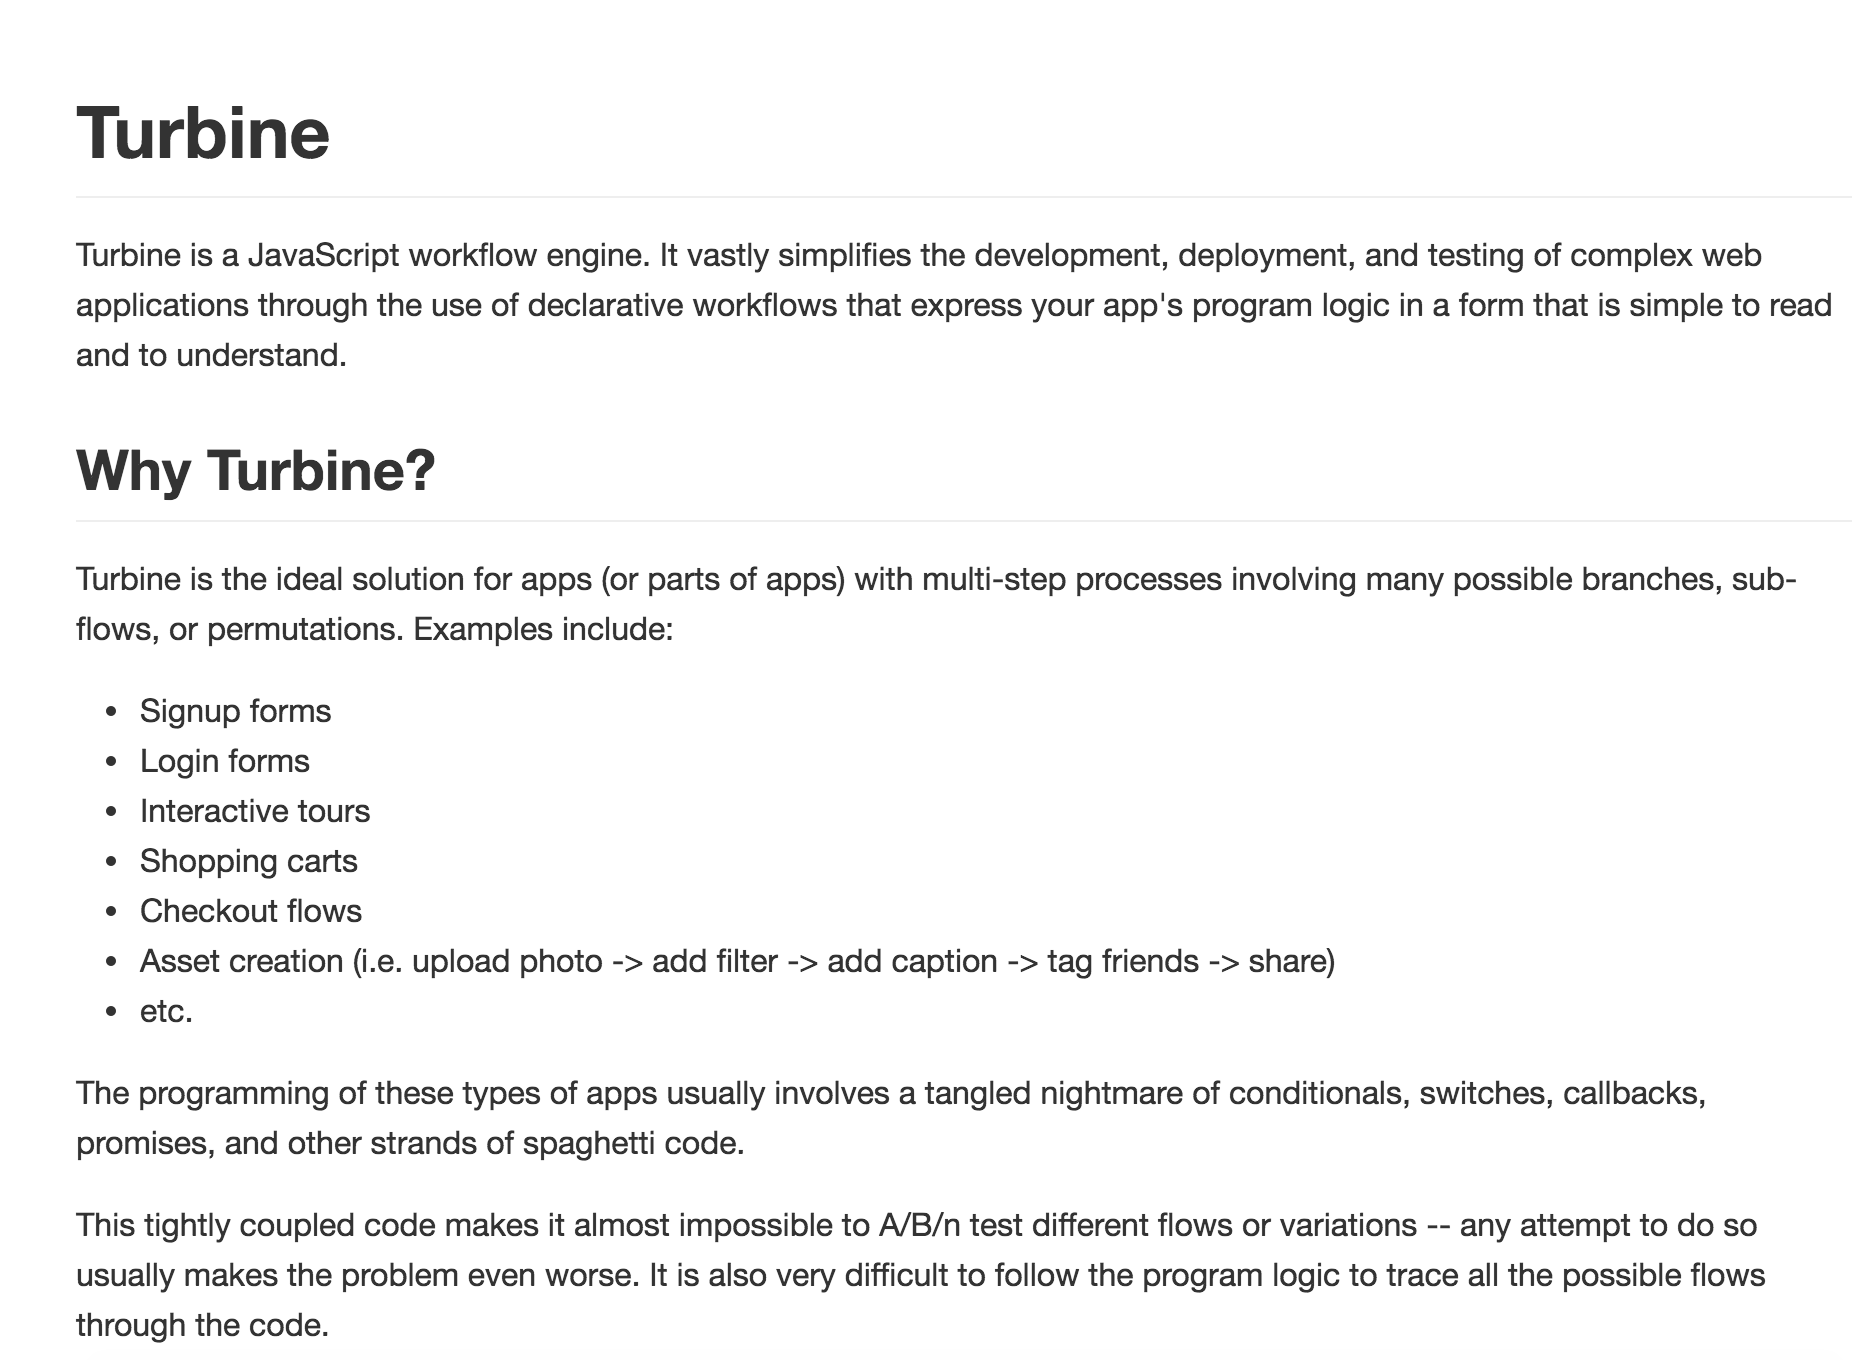 Turbine
Turbine is a JavaScript workflow engine. It vastly simplifies the development, deployment, and testing of complex web
applications through the use of declarative workflows that express your app's program logic in a form that is simple to read
and to understand.
Why Turbine?
Turbine is the ideal solution for apps (or parts of apps) with multi-step processes involving many possible branches, sub-
flows, or permutations. Examples include:
• Signup forms
• Login forms
• Interactive tours
• Shopping carts
• Checkout flows
• Asset creation (i.e. upload photo -> add filter -> add caption -> tag friends -> share)
• etc.
The programming of these types of apps usually involves a tangled nightmare of conditionals, switches, callbacks,
promises, and other strands of spaghetti code.
This tightly coupled code makes it almost impossible to A/B/n test different flows or variations -- any attempt to do so
usually makes the problem even worse. It is also very difficult to follow the program logic to trace all the possible flows
through the code.